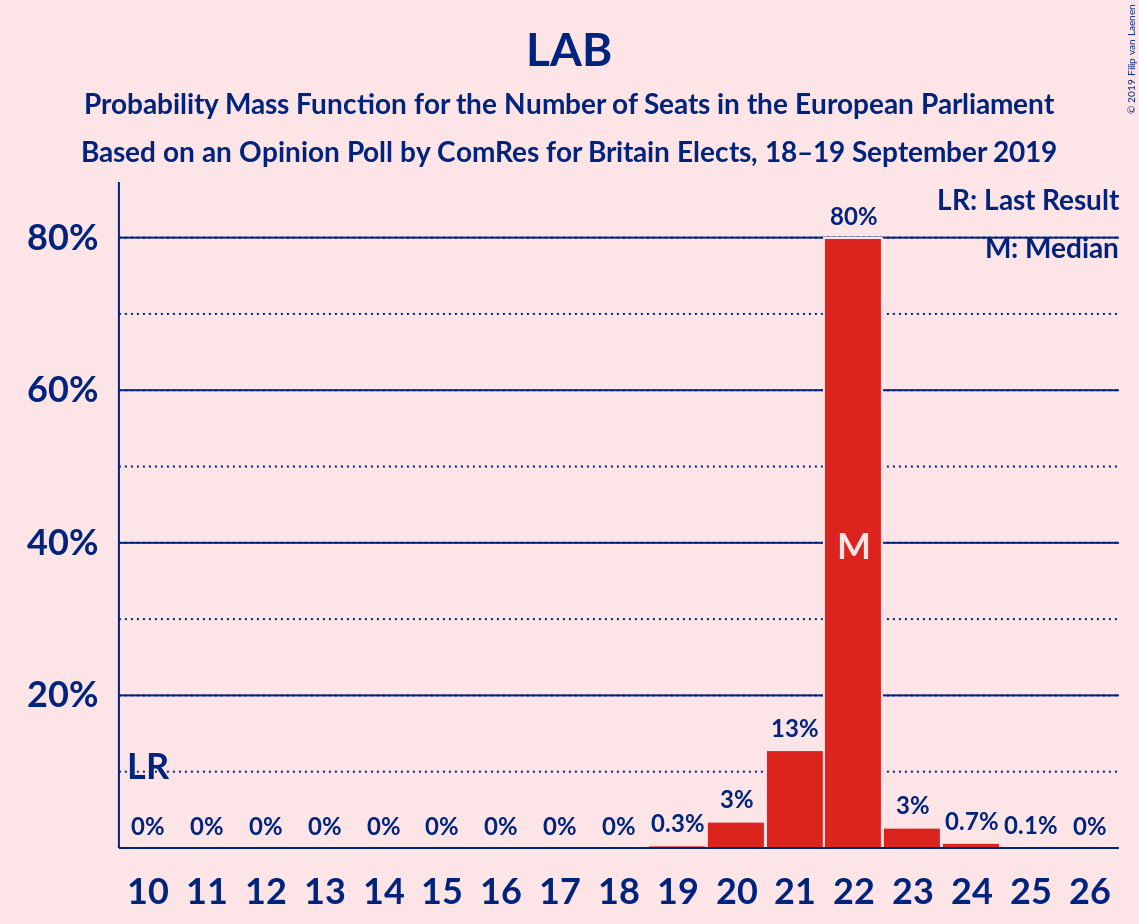 LAB
Probability Mass Function for the Number of Seats in the European Parliament
Based on an Opinion Poll by ComRes for Britain Elects, 18–19 September 2019
© 2019 Filip van Laenen
LR: Last Result
M: Median
80%
60%
40%
20%
LR
0% 0% 0% 0% 0% 0% 0% 0% 0% 0.3% 3% 13% 80% 3% 0.7% 0.1% 0%
M
10 11 12 13 14 15 16 17 18 19 20 21 22 23 24 25 26